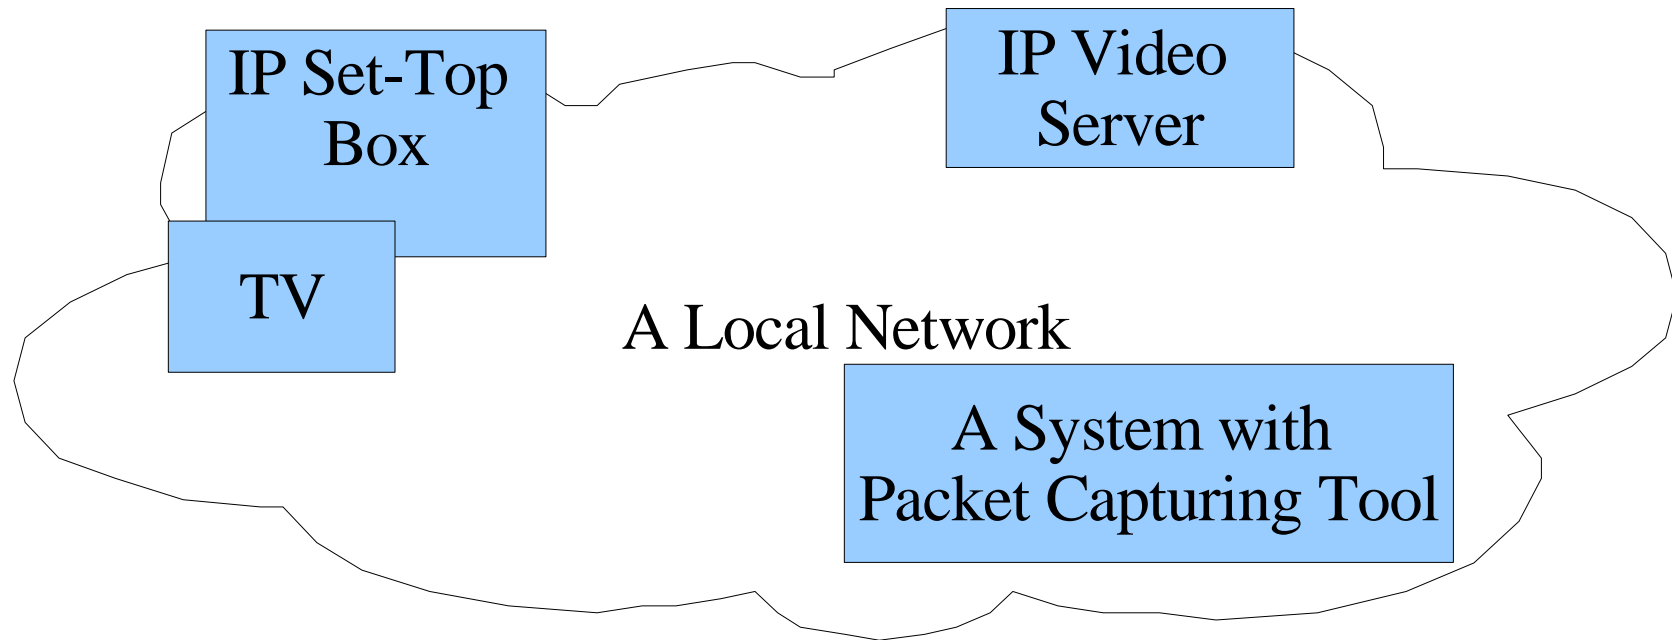 IP Set-Top
Box
IP Video
Server
TV
A Local Network
A System with
Packet Capturing Tool